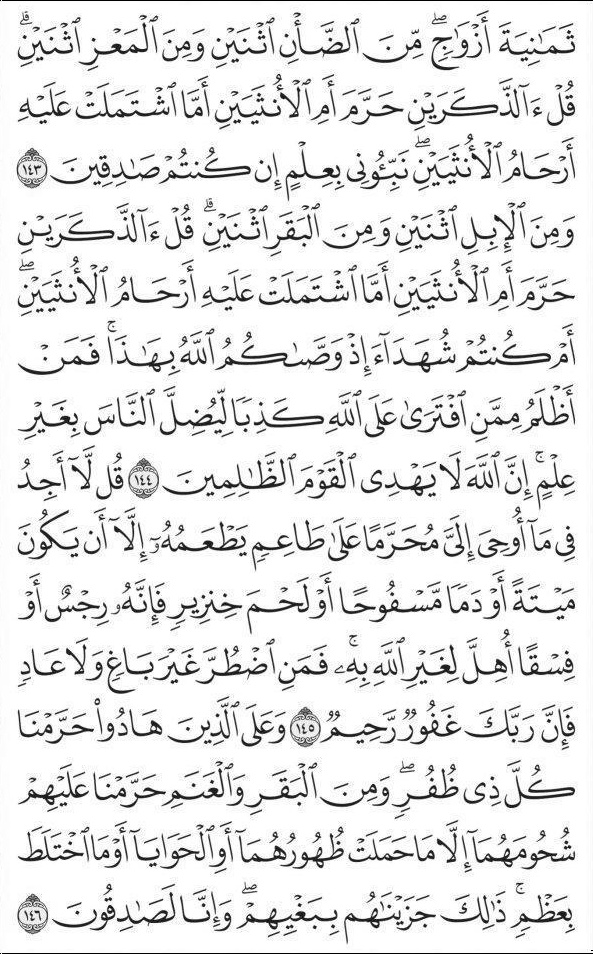 ثَمَٰنِيَةَ أَزْوَٰجٖۖ مِّنَ ٱلضَّأْنِ ٱثْنَيْنِ وَمِنَ ٱلْمَعْزِ ٱثْنَيْنِۗ
قُلْ ءَآلذَّكَرَيْنِ حَرَّمَ أَمِ ٱلْأُنثَيَيْنِ أَمَّا ٱشْتَمَلَتْ عَلَيْهِ
أَرْحَامُ ٱلْأُنثَيَيْنِۖ نَبِّـُٔونِي بِعِلْمٍ إِن كُنتُمْ صَٰدِقِينَ ١٤٣
وَمِنَ ٱلْإِبِلِ ٱثْنَيْنِ وَمِنَ ٱلْبَقَرِ ٱثْنَيْنِۗ قُلْ ءَآلذَّكَرَيْنِ
حَرَّمَ أَمِ ٱلْأُنثَيَيْنِ أَمَّا ٱشْتَمَلَتْ عَلَيْهِ أَرْحَامُ ٱلْأُنثَيَيْنِۖ
أَمْ كُنتُمْ شُهَدَآءَ إِذْ وَصَّىٰكُمُ ٱللَّهُ بِهَٰذَاۚ فَمَنْ
أَظْلَمُ مِمَّنِ ٱفْتَرَىٰ عَلَى ٱللَّهِ كَذِبًا لِّيُضِلَّ ٱلنَّاسَ بِغَيْرِ
عِلْمٍۚ إِنَّ ٱللَّهَ لَا يَهْدِي ٱلْقَوْمَ ٱلظَّٰلِمِينَ ١٤٤ قُل لَّآ أَجِدُ
فِي مَآ أُوحِيَ إِلَيَّ مُحَرَّمًا عَلَىٰ طَاعِمٍ يَطْعَمُهُۥٓ إِلَّآ أَن يَكُونَ
مَيْتَةً أَوْ دَمًا مَّسْفُوحًا أَوْ لَحْمَ خِنزِيرٍ فَإِنَّهُۥ رِجْسٌ أَوْ
فِسْقًا أُهِلَّ لِغَيْرِ ٱللَّهِ بِهِۦۚ فَمَنِ ٱضْطُرَّ غَيْرَ بَاغٍ وَلَا عَادٍ
فَإِنَّ رَبَّكَ غَفُورٌ رَّحِيمٌ ١٤٥ وَعَلَى ٱلَّذِينَ هَادُوا۟ حَرَّمْنَا
كُلَّ ذِي ظُفُرٍۖ وَمِنَ ٱلْبَقَرِ وَٱلْغَنَمِ حَرَّمْنَا عَلَيْهِمْ
شُحُومَهُمَآ إِلَّا مَا حَمَلَتْ ظُهُورُهُمَآ أَوِ ٱلْحَوَايَآ أَوْ مَا ٱخْتَلَطَ
بِعَظْمٍۚ ذَٰلِكَ جَزَيْنَٰهُم بِبَغْيِهِمْۖ وَإِنَّا لَصَٰدِقُونَ ١٤٦